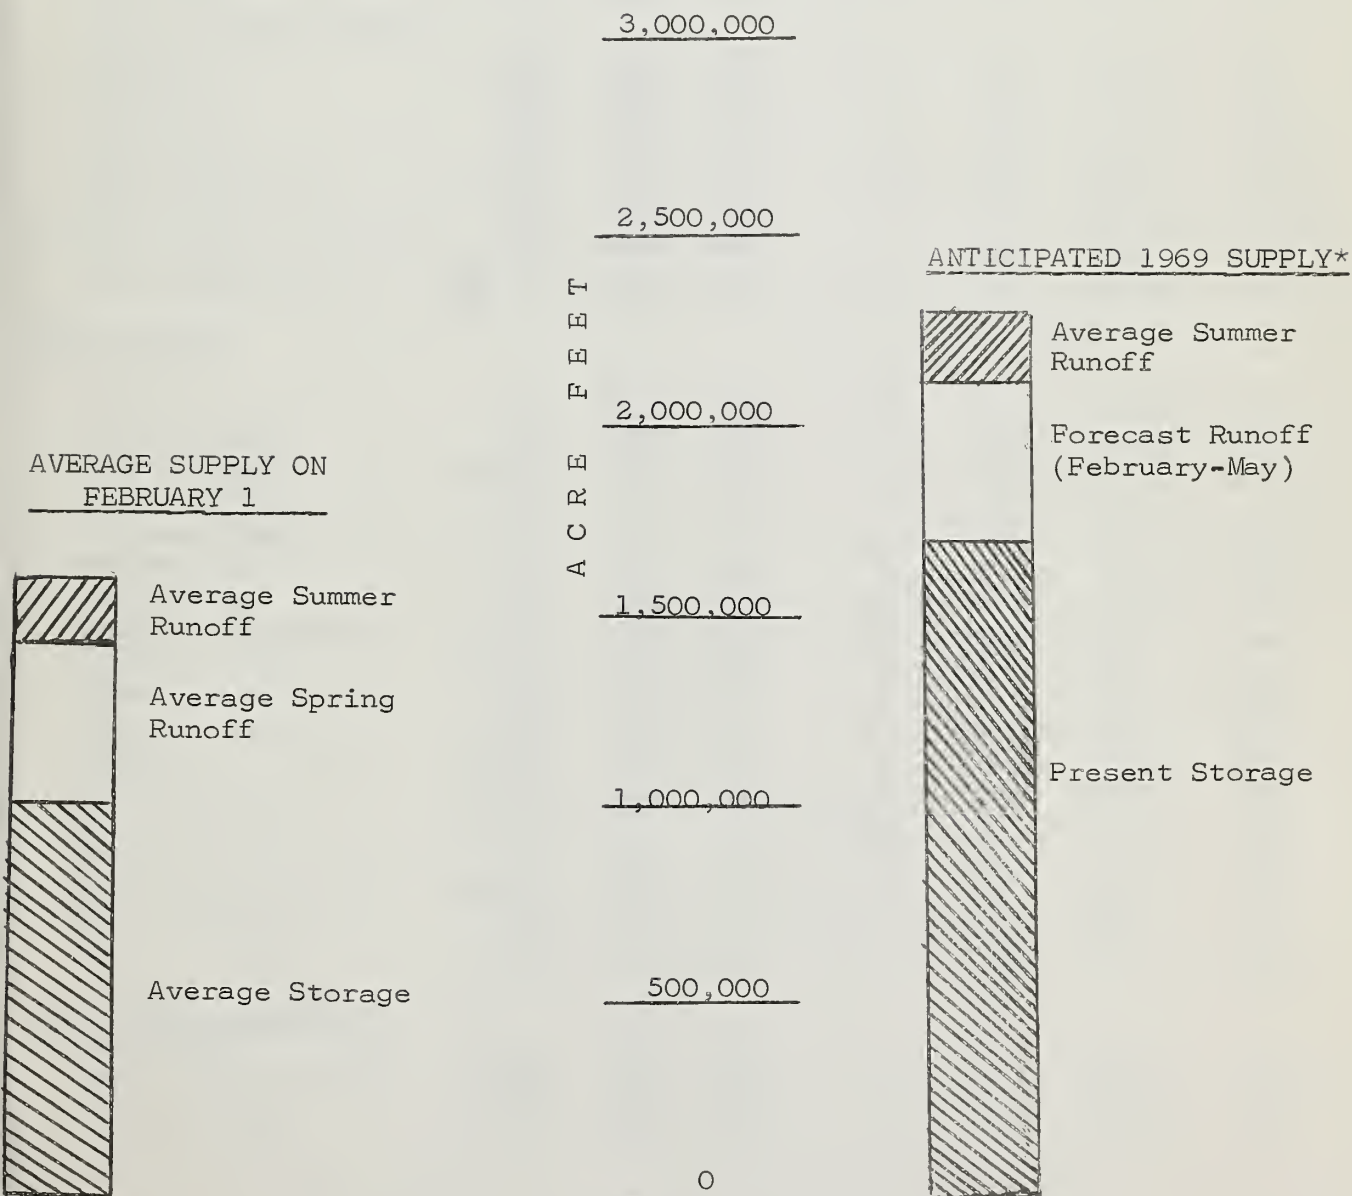 3,000,000
2,500,000
ANTICIPATED 1969 SUPPLY*
ACRE FEET
Average Summer
Runoff
2,000,000
Forecast Runoff
(February-May)
AVERAGE SUPPLY ON
FEBRUARY 1
Average Summer
Runoff
1,500,000
Average Spring
Runoff
Present Storage
1,000,000
Average Storage
500,000
0